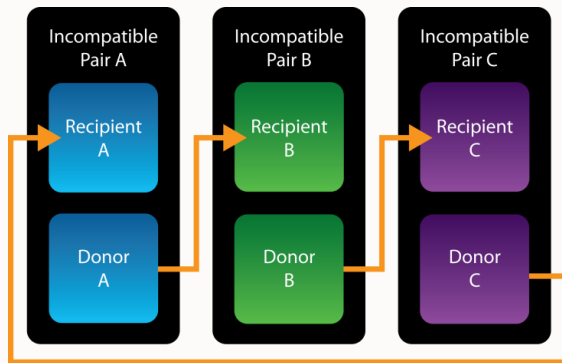 Incompatible
Pair A
Recipient
A
Donor
A
Incompatible
Pair B
Recipient
B
Donor
B
Incompatible
Pair C
Recipient
C
Donor
C